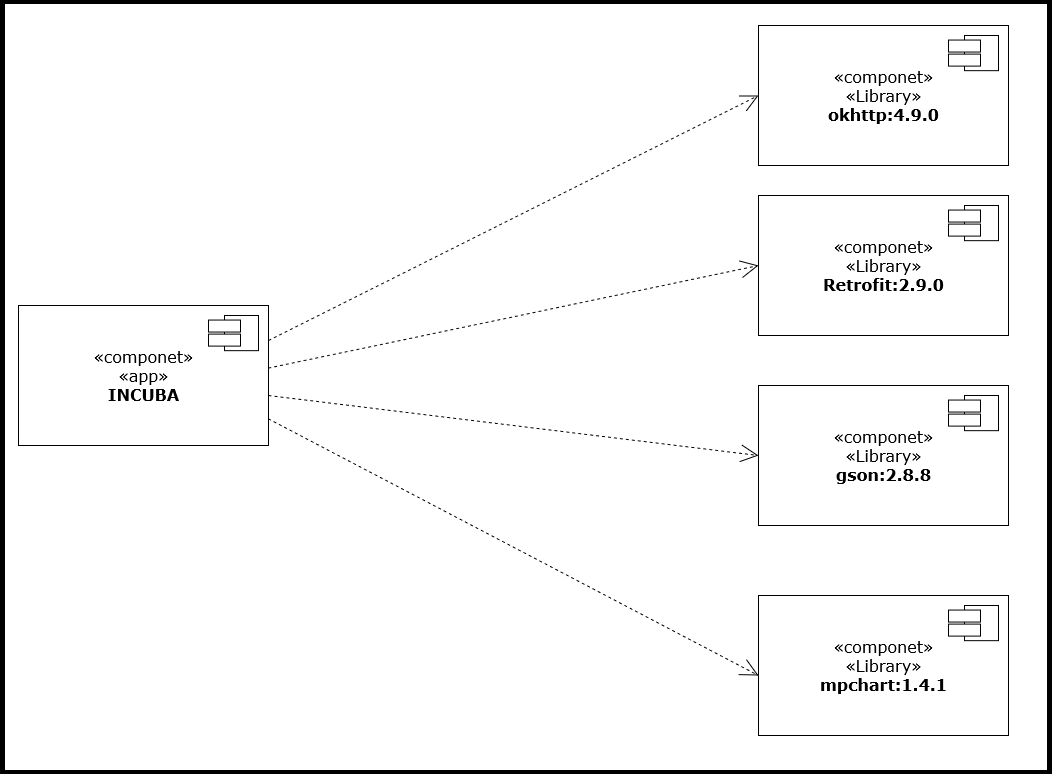 «componet»
«Library»
okhttp:4.9.0
«componet»
«Library»
Retrofit:2.9.0
«componet»
«app»
INCUBA
«componet»
«Library»
gson:2.8.8
«componet»
«Library»
mpchart:1.4.1